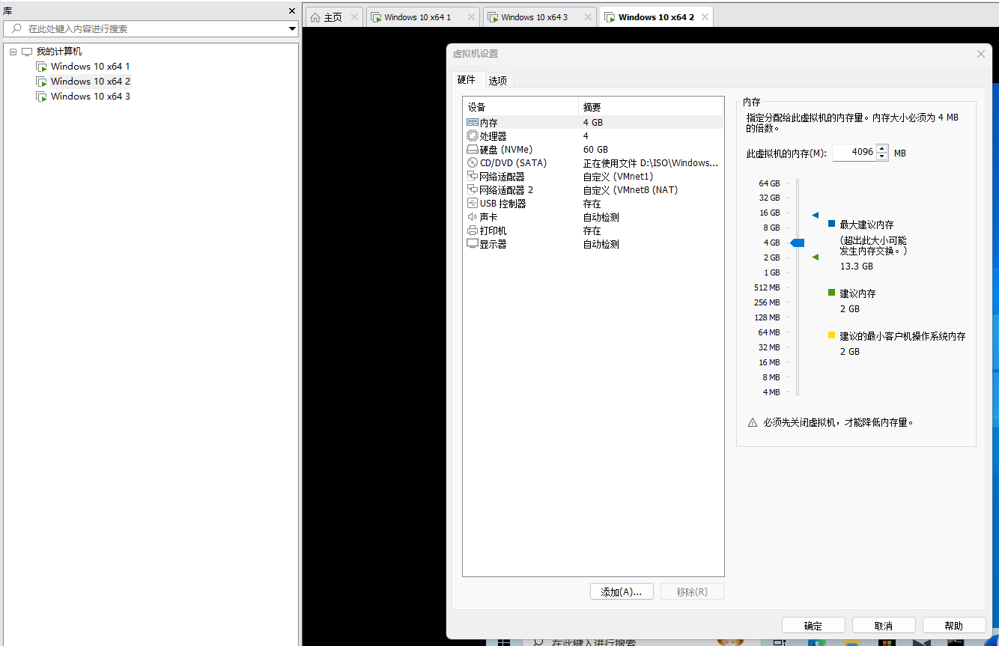 库
在此处键入内容进行搜索
我的计算机
Windows 10 x64 1
Windows 10 x64 2
Windows 10 x64 3
主页 Windows 10 x64 1 Windows 10 x64 3 Windows 10 x64 2
虚拟机设置
硬件 选项
设备 摘要
内存 4 GB
处理器 4
硬盘 (NVMe) 60 GB
CD/DVD (SATA) 正在使用文件 D:\ISO\Windows...
网络适配器 自定义 (VMnet1)
网络适配器 2 自定义 (VMnet8 (NAT)
USB 控制器 存在
声卡 自动检测
打印机 存在
显示器 自动检测
添加(A)... 移除(R)
内存
指定分配给此虚拟机的内存量。内存大小必须为 4 MB
的倍数。
此虚拟机的内存(M): 4096 MB
64 GB
32 GB
16 GB
8 GB
4 GB
2 GB
1 GB
512 MB
256 MB
128 MB
64 MB
32 MB
16 MB
8 MB
4 MB
最大建议内存
(超出此大小可能
发生内存交换。)
13.3 GB
建议内存
2 GB
建议的最小客户机操作系统内存
2 GB
必须先关闭虚拟机，才能降低内存量。
确定 取消 帮助
在此键入进行搜索